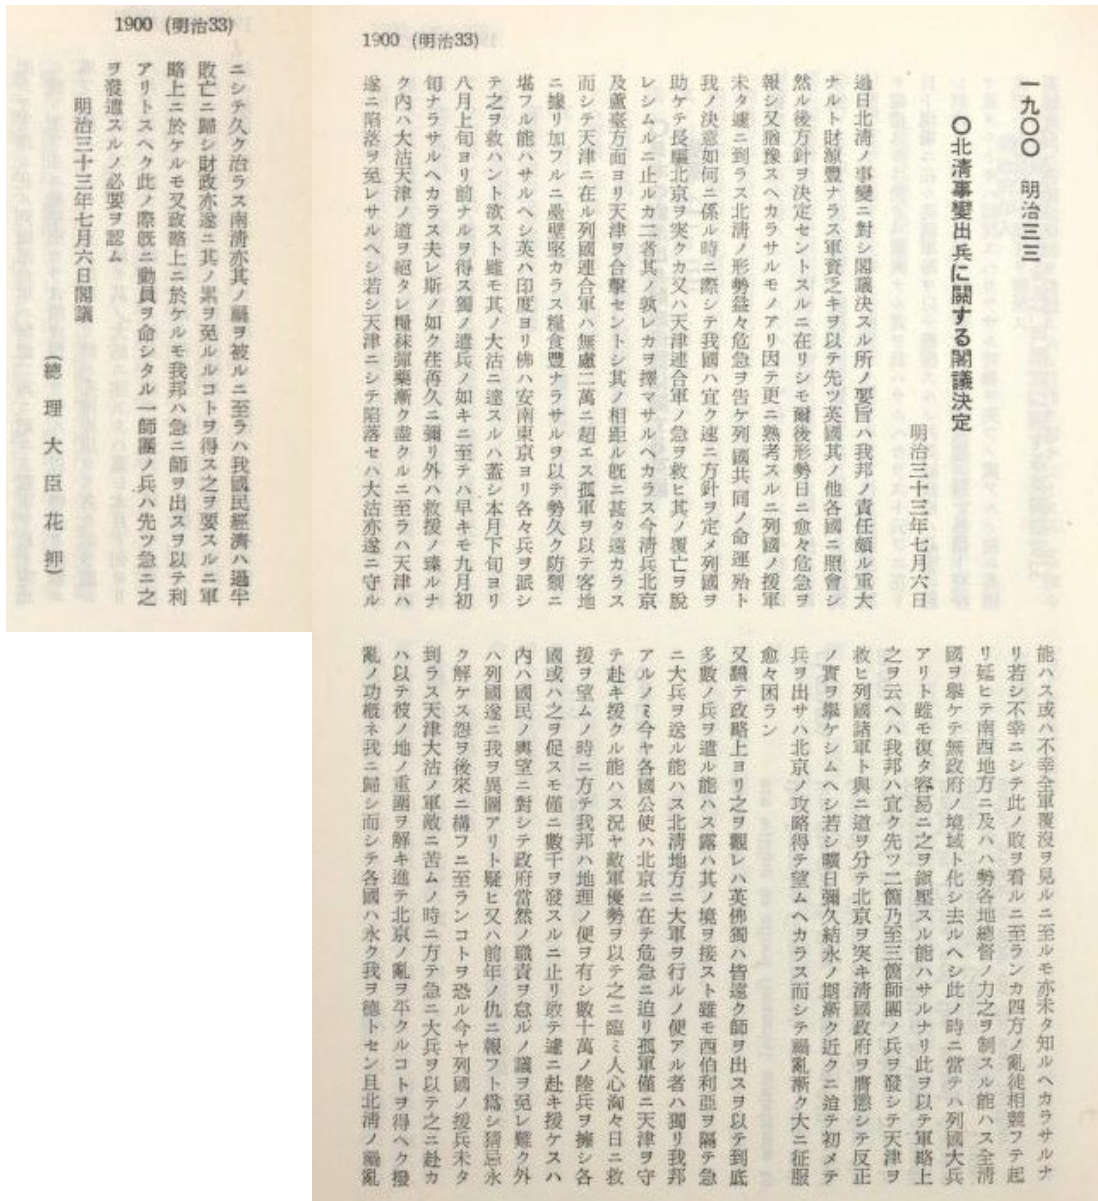 1900 (明治33)
一九〇〇 明治三三
〇北清事變出兵に關する閣議決定
明治三十三年七月六日
過日北清ノ事變ニ對シ閣議決スル所ノ要旨ハ我邦ノ責任頗ル重大
ナルト財源豐ナラス軍資乏キヲ以テ先ツ英國其ノ他各國ニ照會シ
然ル後方針ヲ決定セントスルニ在リシモ爾後形勢日ニ愈々危急ヲ
報シ又猶豫スヘカラサルモノアリ因テ更ニ熟考スルニ列國ノ援軍
未タ遽ニ到ラス北清ノ形勢益々危急ヲ告ケ列國共同ノ命運殆ト
我ノ決意如何ニ係ル時ニ際シテ我國ハ宜ク速ニ方針ヲ定メ列國ヲ
助ケテ長驅北京ヲ突クカ又ハ天津連合軍ノ急ヲ救ヒ其ノ覆亡ヲ脫
レシムルニ止ルカ二者其ノ孰レカヲ擇マサルヘカラス今清兵北京
及蘆臺方面ヨリ天津ヲ合擊セントシ其ノ相距ル既ニ甚タ遠カラス
而シテ天津ニ在ル列國連合軍ハ無慮二萬ニ超エス孤軍ヲ以テ客地
ニ據リ加フルニ壘壁堅カラス糧食豐ナラサルヲ以テ勢久ク防禦ニ
堪フル能ハサルヘシ英ハ印度ヨリ佛ハ安南東京ヨリ各々兵ヲ派シ
テ之ヲ救ハント欲スト雖モ其ノ大沽ニ達スルハ蓋シ本月下旬ヨリ
八月上旬ヨリ前ナルヲ得ス獨ノ遣兵ノ如キニ至テハ早キモ九月初
旬ナラサルヘカラス夫レ斯ノ如ク荏再久ニ彌リ外ハ救援ノ臻ルナ
ク內ハ大沽天津ノ道ヲ絕タレ糧秣彈藥漸ク盡クルニ至ラハ天津ハ
遂ニ陷落ヲ免レサルヘシ若シ天津ニシテ陷落セハ大沽亦遂ニ守ル
能ハス或ハ不幸全軍覆沒ヲ見ルニ至ルモ亦未タ知ルヘカラサルナ
リ若シ不幸ニシテ此ノ敗ヲ看ルニ至ランカ四方ノ亂徒相競フテ起
リ延ヒテ南西地方ニ及ハハ勢各地總督ノ力之ヲ制スル能ハス全清
國ヲ擧ケテ無政府ノ境域ト化シ去ルヘシ此ノ時ニ當テハ列國大兵
アリト雖モ復タ容易ニ之ヲ鎭壓スル能ハサルナリ此ヲ以テ軍略上
之ヲ云ヘハ我邦ハ宜ク先ツ二箇乃至三箇師團ノ兵ヲ發シテ天津ヲ
救ヒ列國諸軍ト與ニ道ヲ分テ北京ヲ突キ清國政府ヲ膺懲シテ反正
ノ實ヲ擧ケシムヘシ若シ曠日彌久結氷ノ期漸ク近クニ迨テ初メテ
兵ヲ出サハ北京ノ攻略得テ望ムヘカラス而シテ禍亂漸ク大ニ征服
愈々困ラン
又飜テ政略上ヨリ之ヲ觀レハ英佛獨ハ皆遠ク師ヲ出スヲ以テ到底
多數ノ兵ヲ遣ル能ハス露ハ其ノ境ヲ接スト雖モ西伯利亞ヲ隔テ急
ニ大兵ヲ送ル能ハス北清地方ニ大軍ヲ行ルノ便アル者ハ獨リ我邦
アルノミ今ヤ各國公使ハ北京ニ在テ危急ニ迫リ孤軍僅ニ天津ヲ守
テ赴キ援クル能ハス況ヤ敵軍優勢ヲ以テ之ニ臨ミ人心洶々日ニ救
援ヲ望ムノ時ニ方テ我邦ハ地理ノ便ヲ有シ數十萬ノ陸兵ヲ擁シ各
國或ハ之ヲ促スモ僅ニ數千ヲ發スルニ止リ敢テ遽ニ赴キ援ケスハ
內ハ國民ノ輿望ニ對シテ政府當然ノ職責ヲ怠ルノ議ヲ免レ難ク外
ハ列國遂ニ我ヲ異圖アリト疑ヒ又ハ前年ノ仇ニ報フト爲シ猜忌永
ク解ケス怨ヲ後來ニ構フニ至ランコトヲ恐ル今ヤ列國ノ援兵未タ
到ラス天津大沽ノ軍敵ニ苦ムノ時ニ方テ急ニ大兵ヲ以テ之ニ赴カ
ハ以テ彼ノ地ノ重圍ヲ解キ進テ北京ノ亂ヲ平クルコトヲ得ヘク撥
亂ノ功槪ネ我ニ歸シ而シテ各國ハ永ク我ヲ德トセン且北清ノ禍亂
1900 (明治33)
ニシテ久ク治ラス南淸亦其ノ禍ヲ被ルニ至ラハ我國民經濟ハ過半
敗亡ニ歸シ財政亦遂ニ其ノ累ヲ免ルルコトヲ得ス之ヲ要スルニ軍
略上ニ於ケルモ又政略上ニ於ケルモ我邦ハ急ニ師ヲ出スヲ以テ利
アリトスヘク此ノ際既ニ動員ヲ命シタル一師團ノ兵ハ先ツ急ニ之
ヲ發遣スルノ必要ヲ認ム
明治三十三年七月六日閣議
(總理大臣花押)